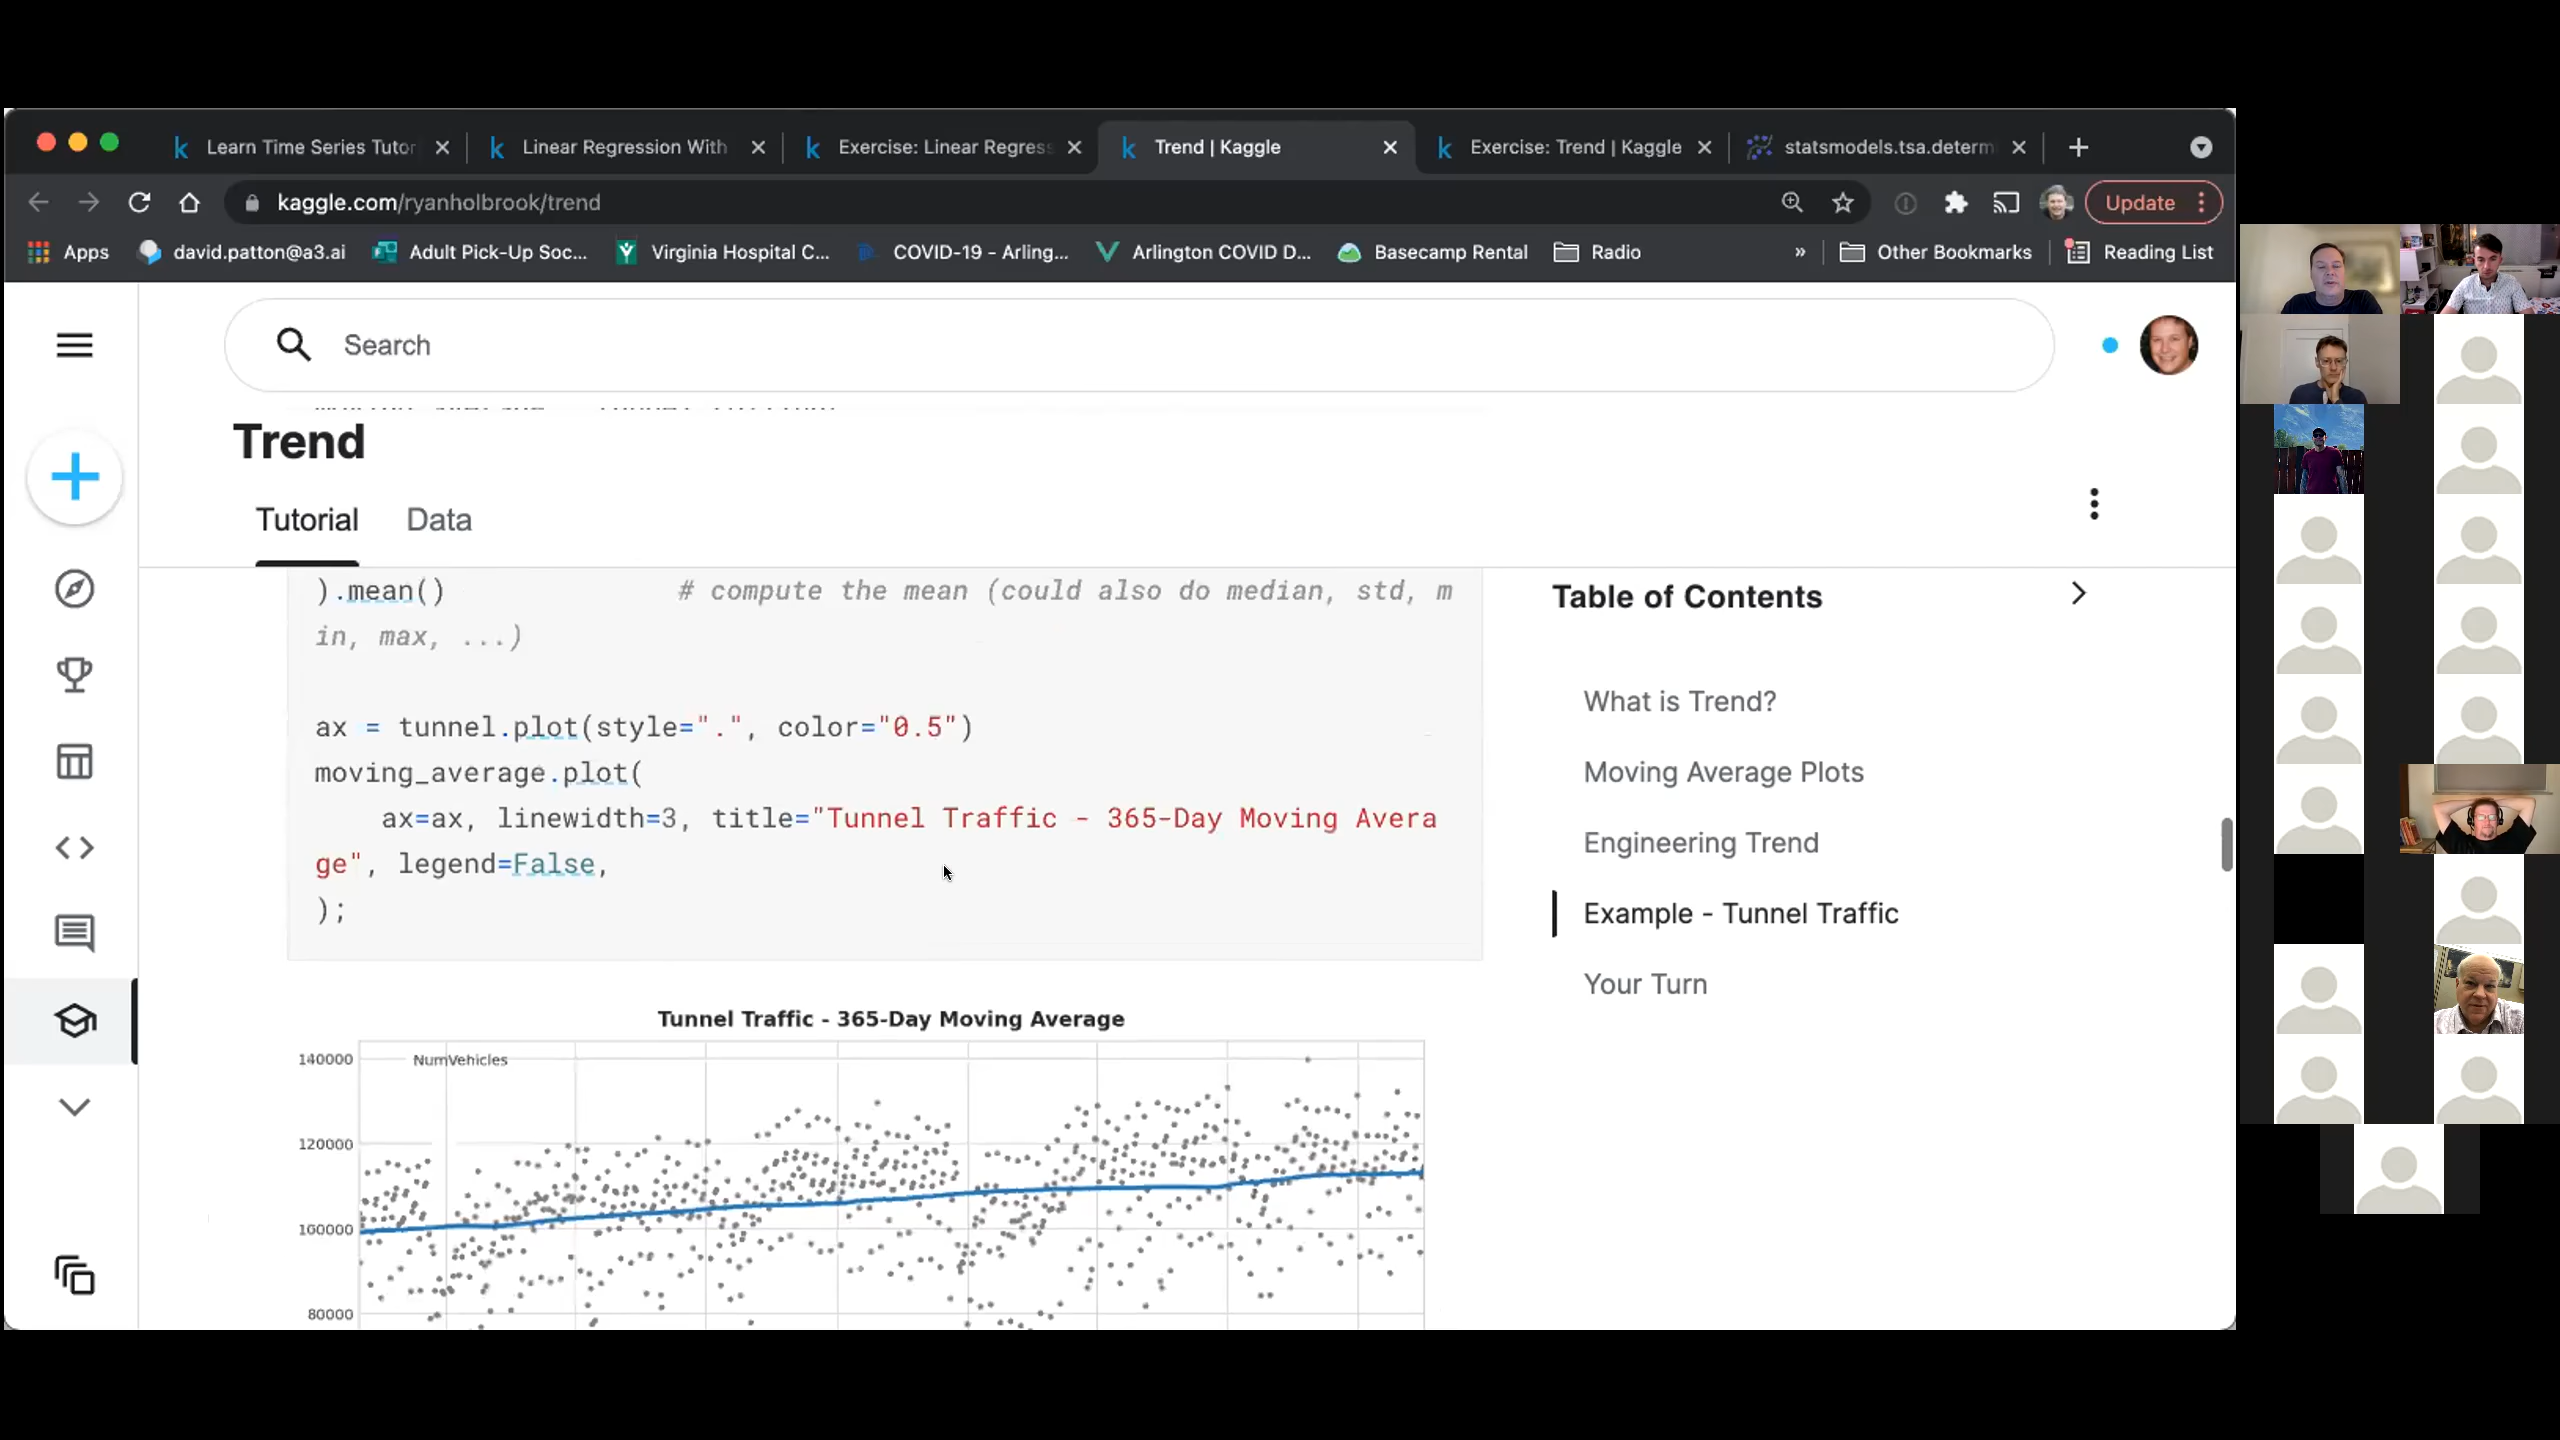 Learn Time Series Tutor
Linear Regression With
Exercise: Linear Regress
Trend | Kaggle
Exercise: Trend | Kaggle
statsmodels.tsa.determ
kaggle.com/ryanholbrook/trend
Update
Apps
david.patton@a3.ai
Adult Pick-Up Soc...
Virginia Hospital C...
COVID-19 - Arling...
Arlington COVID D...
Basecamp Rental
Radio
»
Other Bookmarks
Reading List
Search
Trend
Tutorial
Data
).mean() # compute the mean (could also do median, std, m
in, max, ...)
ax = tunnel.plot(style=".", color="0.5")
moving_average.plot(
ax=ax, linewidth=3, title="Tunnel Traffic - 365-Day Moving Avera
ge", legend=False,
);
Table of Contents
What is Trend?
Moving Average Plots
Engineering Trend
Example - Tunnel Traffic
Your Turn
Tunnel Traffic - 365-Day Moving Average
140000
NumVehicles
120000
100000
80000